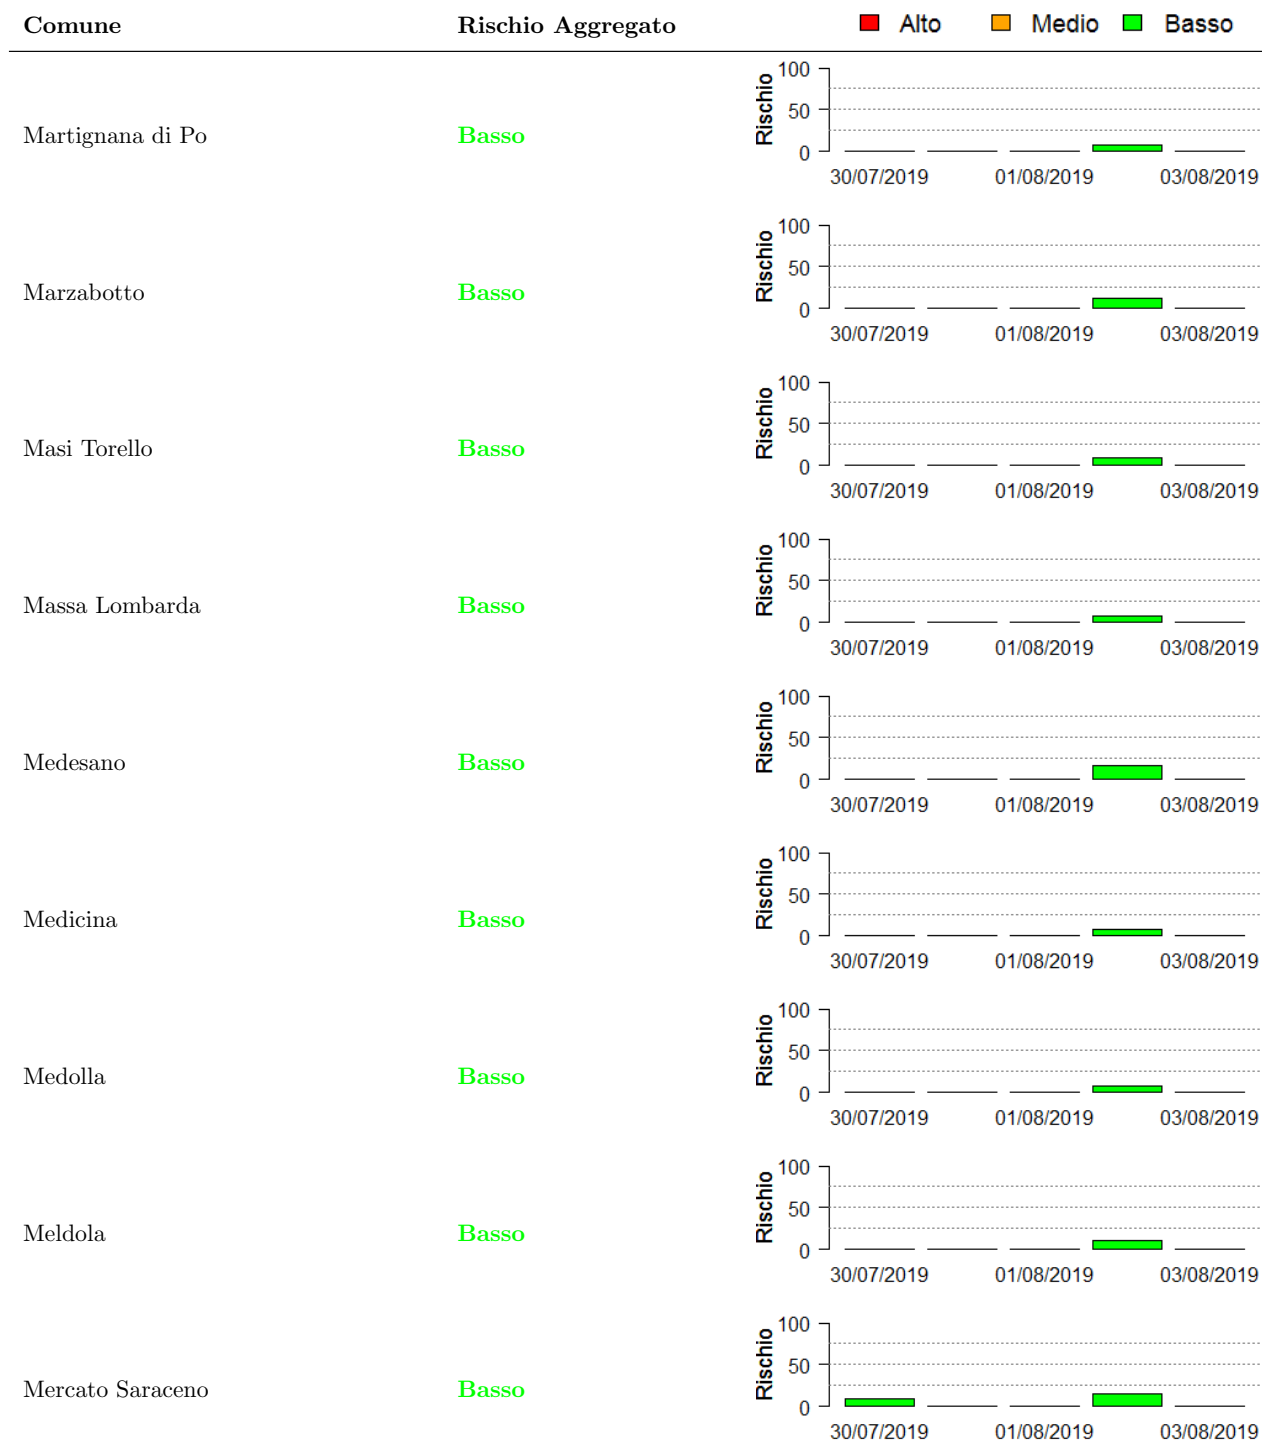 Comune Rischio Aggregato Alto Medio Basso
Martignana di Po Basso Rischio 100 50 0
30/07/2019 01/08/2019 03/08/2019
Marzabotto Basso Rischio 100 50 0
30/07/2019 01/08/2019 03/08/2019
Masi Torello Basso Rischio 100 50 0
30/07/2019 01/08/2019 03/08/2019
Massa Lombarda Basso Rischio 100 50 0
30/07/2019 01/08/2019 03/08/2019
Medesano Basso Rischio 100 50 0
30/07/2019 01/08/2019 03/08/2019
Medicina Basso Rischio 100 50 0
30/07/2019 01/08/2019 03/08/2019
Medolla Basso Rischio 100 50 0
30/07/2019 01/08/2019 03/08/2019
Meldola Basso Rischio 100 50 0
30/07/2019 01/08/2019 03/08/2019
Mercato Saraceno Basso Rischio 100 50 0
30/07/2019 01/08/2019 03/08/2019